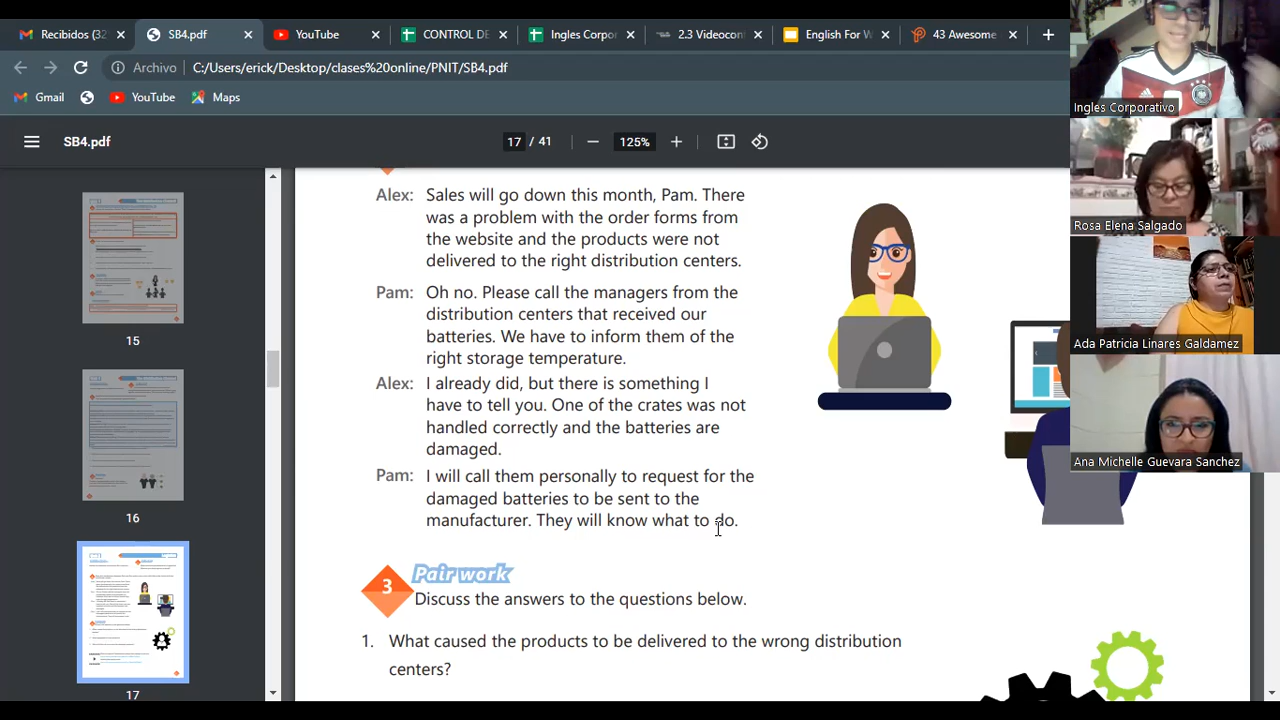 Recibidos (32
SB4.pdf
YouTube
CONTROL DE
Ingles Corpor
2.3 Videocont
English For W
43 Awesome
Archivo
C:/Users/erick/Desktop/clases%20online/PNIT/SB4.pdf
Gmail
YouTube
Maps
SB4.pdf
17 / 41
125%
15
16
17
Alex: Sales will go down this month, Pam. There
was a problem with the order forms from
the website and the products were not
delivered to the right distribution centers.
Pam: Oh no. Please call the managers from the
distribution centers that received our
batteries. We have to inform them of the
right storage temperature.
Alex: I already did, but there is something I
have to tell you. One of the crates was not
handled correctly and the batteries are
damaged.
Pam: I will call them personally to request for the
damaged batteries to be sent to the
manufacturer. They will know what to do.
3 Pair work
Discuss the answers to the questions below.
1. What caused the products to be delivered to the wrong distribution
centers?
Ingles Corporativo
Rosa Elena Salgado
Ada Patricia Linares Galdamez
Ana Michelle Guevara Sanchez